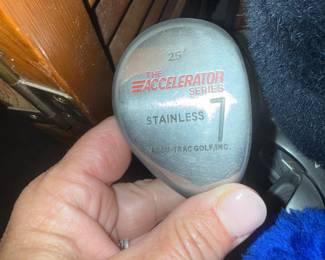 25°
THE
ACCELERATOR
SERIES
STAINLESS 7
GOLF, INC.